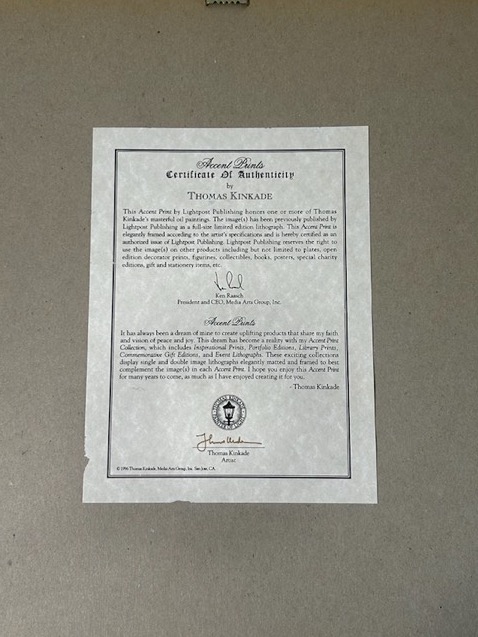 Accent Prints
Certificate Of Authenticity
by
THOMAS KINKADE
This Accent Print by Lightpost Publishing honors one or more of Thomas
Kinkade's masterful oil paintings. The image(s) has been previously published by
Lightpost Publishing as a full-size limited edition lithograph. This Accent Print is
elegantly framed according to the artist's specifications and is hereby certified as an
authorized issue of Lightpost Publishing. Lightpost Publishing reserves the right to
use the image(s) on other products including but not limited to plates, open
edition decorator prints, figurines, collectibles, books, posters, special charity
editions, gift and stationery items, etc.
Ken Raasch
President and CEO, Media Arts Group, Inc.
Accent Prints
It has always been a dream of mine to create uplifting products that share my faith
and vision of peace and joy. This dream has become a reality with my Accent Print
Collection, which includes Inspirational Prints, Portfolio Editions, Library Prints,
Commemorative Gift Editions, and Event Lithographs. These exciting collections
display single and double image lithographs elegantly matted and framed to best
complement the image(s) in each Accent Print. I hope you enjoy this Accent Print
for many years to come, as much as I have enjoyed creating it for you.
- Thomas Kinkade
Thomas Kinkade
Artist
© 1996 Thomas Kinkade, Media Arts Group, Inc. San Jose, CA